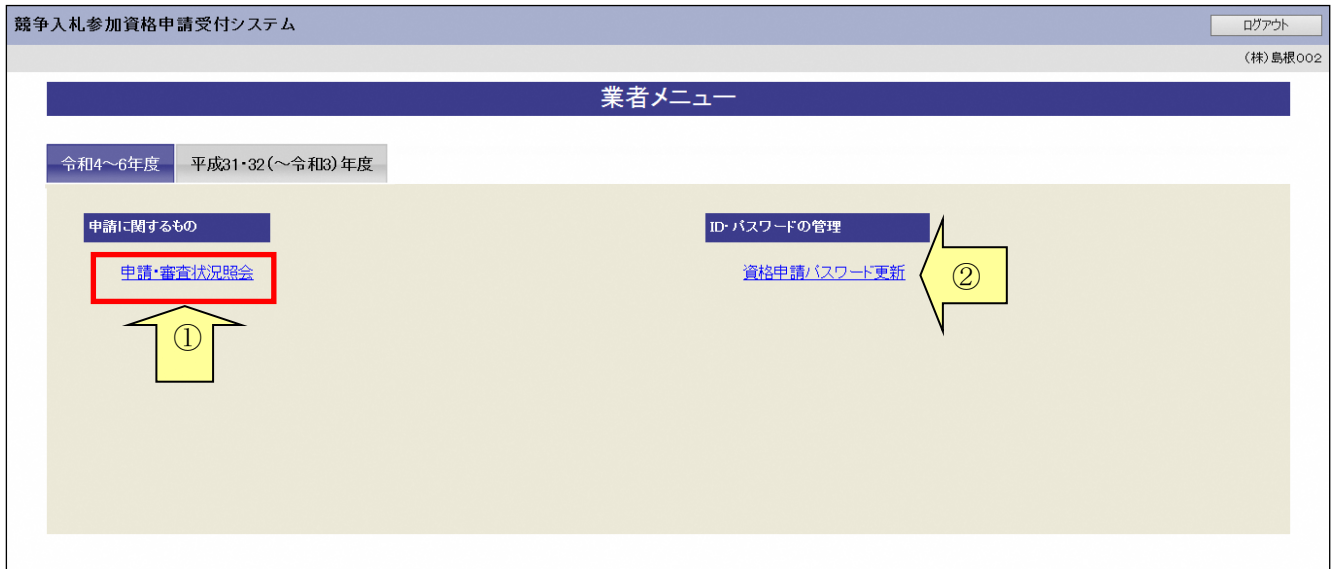 競争入札参加資格申請受付システム
ログアウト
(株)島根002
業者メニュー
令和4～6年度
平成31・32(～令和3)年度
申請に関するもの
ID・パスワードの管理
申請・審査状況照会
資格申請パスワード更新
①
②